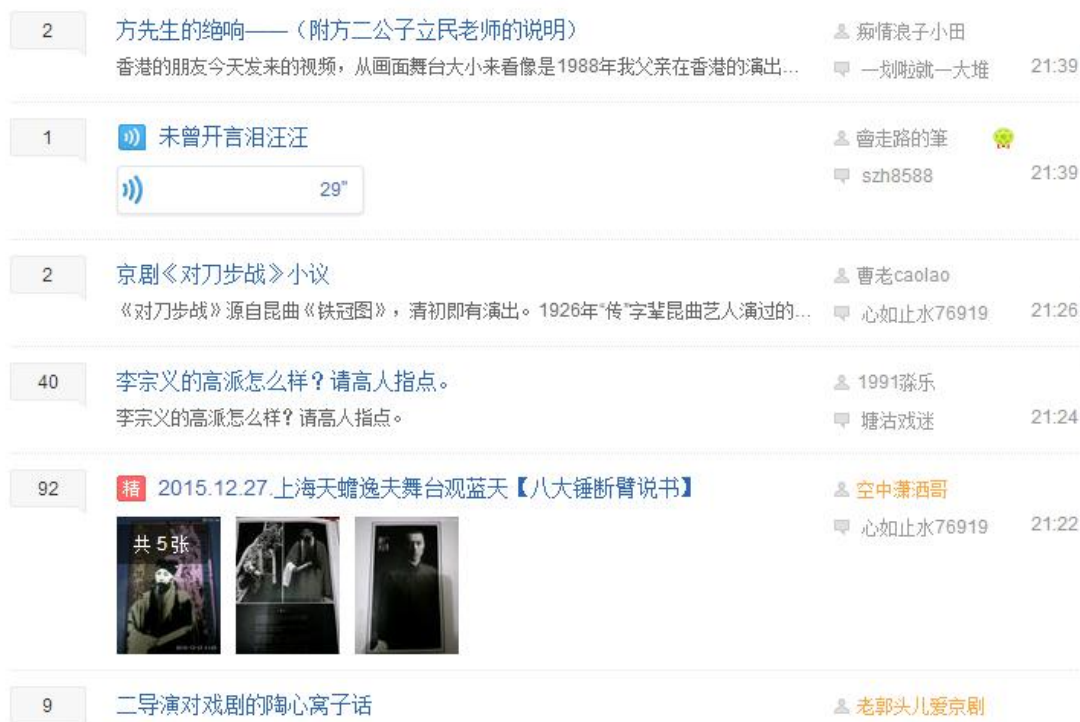 2
方先生的绝响——（附方二公子立民老师的说明）
痴情浪子小田
香港的朋友今天发来的视频，从画面舞台大小来看像是1988年我父亲在香港的演出...
一划啦就一大堆
21:39
1
未曾开言泪汪汪
會走路的筆
29"
szh8588
21:39
2
京剧《对刀步战》小议
曹老caolao
《对刀步战》源自昆曲《铁冠图》，清初即有演出。1926年“传”字辈昆曲艺人演过的...
心如止水76919
21:26
40
李宗义的高派怎么样？请高人指点。
1991淼乐
李宗义的高派怎么样？请高人指点。
塘沽戏迷
21:24
92
精 2015.12.27.上海天蟾逸夫舞台观蓝天【八大锤断臂说书】
空中潇洒哥
心如止水76919
21:22
共 5 张
9
二导演对戏剧的陶心窝子话
老郭头儿爱京剧